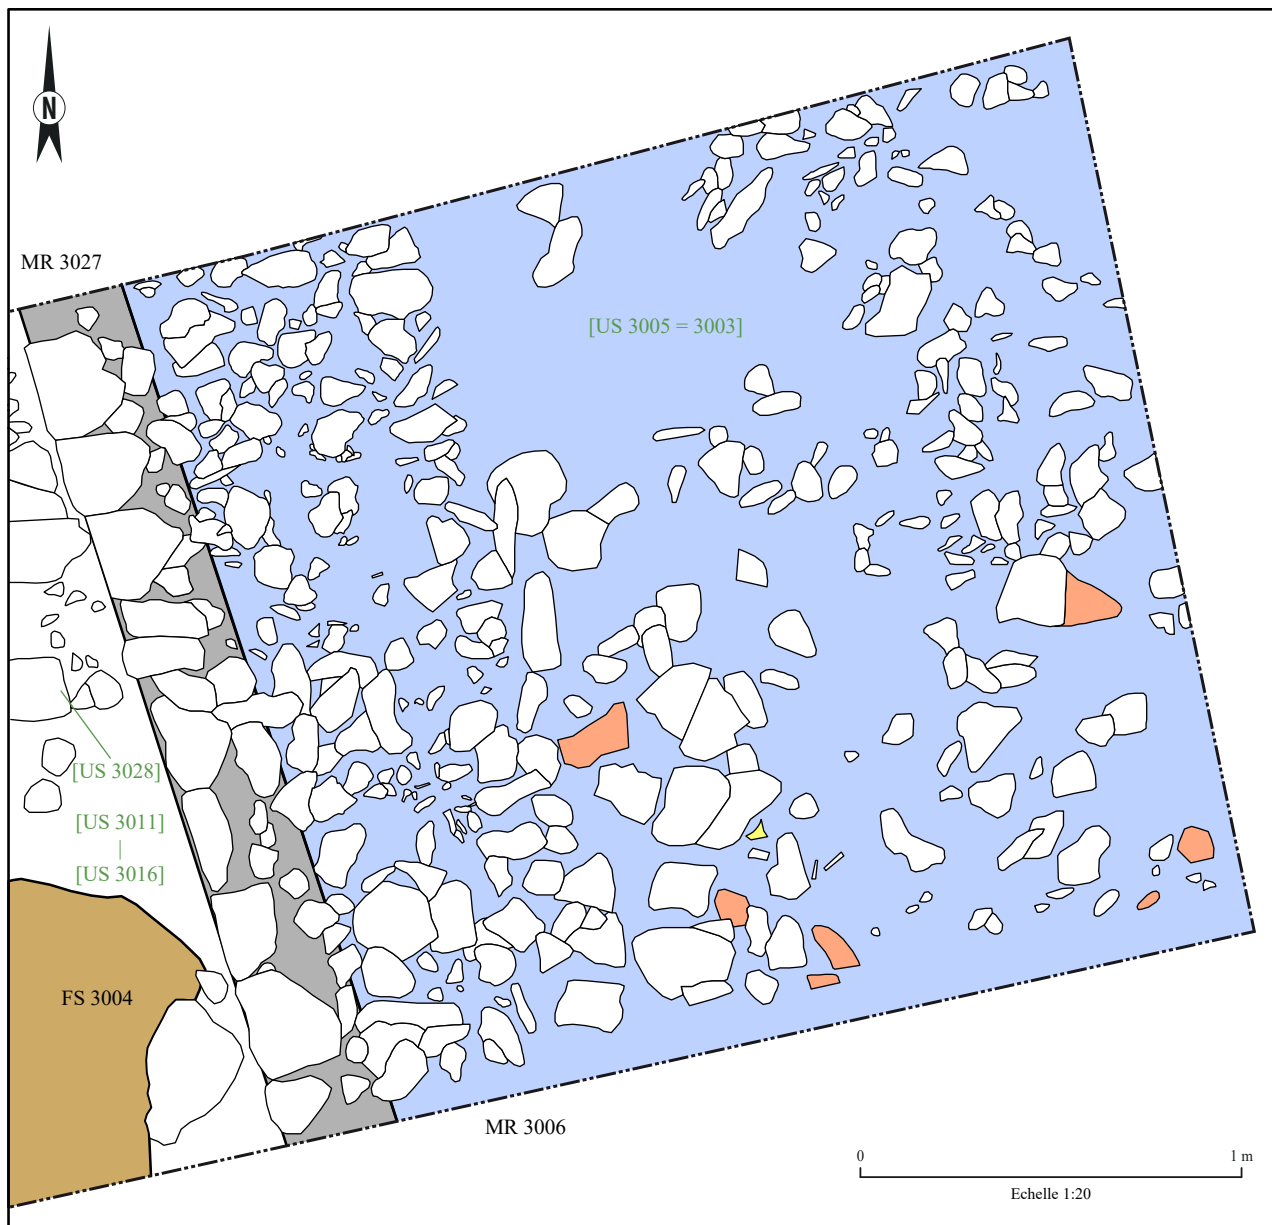 N
MR 3027
[US 3005 = 3003]
[US 3028]
[US 3011]
[US 3016]
FS 3004
MR 3006
0 1 m
Echelle 1:20